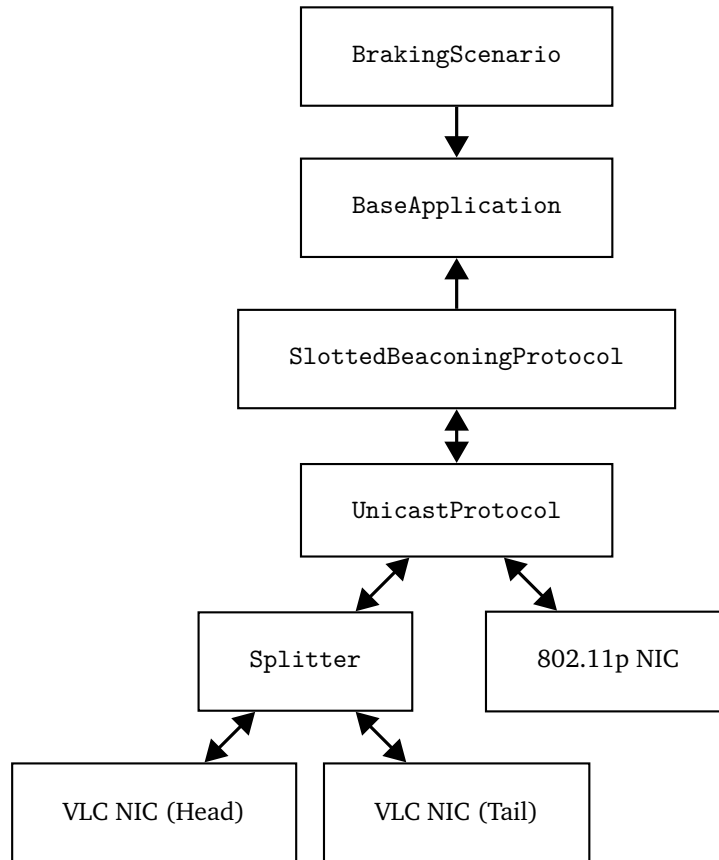 BrakingScenario
BaseApplication
SlottedBeaconingProtocol
UnicastProtocol
Splitter
802.11p NIC
VLC NIC (Head)
VLC NIC (Tail)